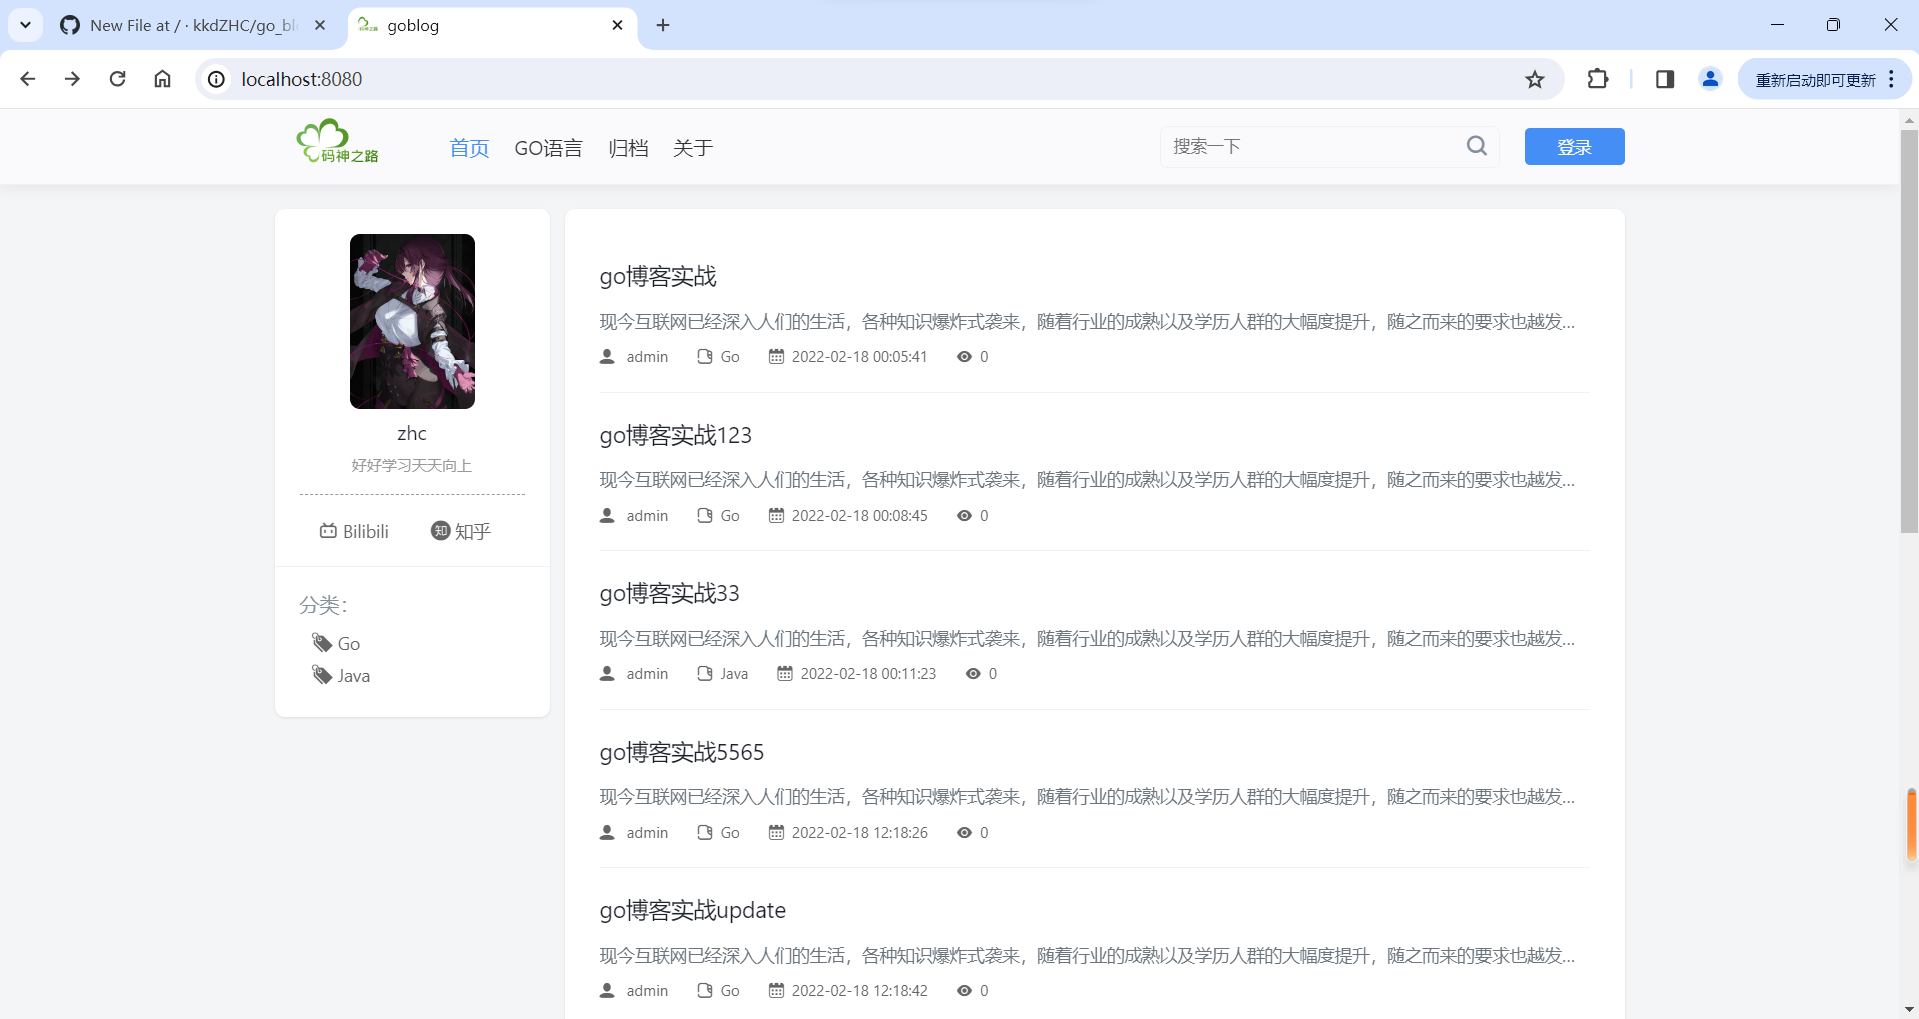 New File at / · kkdZHC/go_bl
goblog
localhost:8080
重新启动即可更新
码神之路
首页 GO语言 归档 关于
搜索一下
登录
zhc
好好学习天天向上
Bilibili 知乎
分类：
Go
Java
go博客实战
现今互联网已经深入人们的生活，各种知识爆炸式袭来，随着行业的成熟以及学历人群的大幅度提升，随之而来的要求也越发...
admin Go 2022-02-18 00:05:41 0
go博客实战123
现今互联网已经深入人们的生活，各种知识爆炸式袭来，随着行业的成熟以及学历人群的大幅度提升，随之而来的要求也越发...
admin Go 2022-02-18 00:08:45 0
go博客实战33
现今互联网已经深入人们的生活，各种知识爆炸式袭来，随着行业的成熟以及学历人群的大幅度提升，随之而来的要求也越发...
admin Java 2022-02-18 00:11:23 0
go博客实战5565
现今互联网已经深入人们的生活，各种知识爆炸式袭来，随着行业的成熟以及学历人群的大幅度提升，随之而来的要求也越发...
admin Go 2022-02-18 12:18:26 0
go博客实战update
现今互联网已经深入人们的生活，各种知识爆炸式袭来，随着行业的成熟以及学历人群的大幅度提升，随之而来的要求也越发...
admin Go 2022-02-18 12:18:42 0